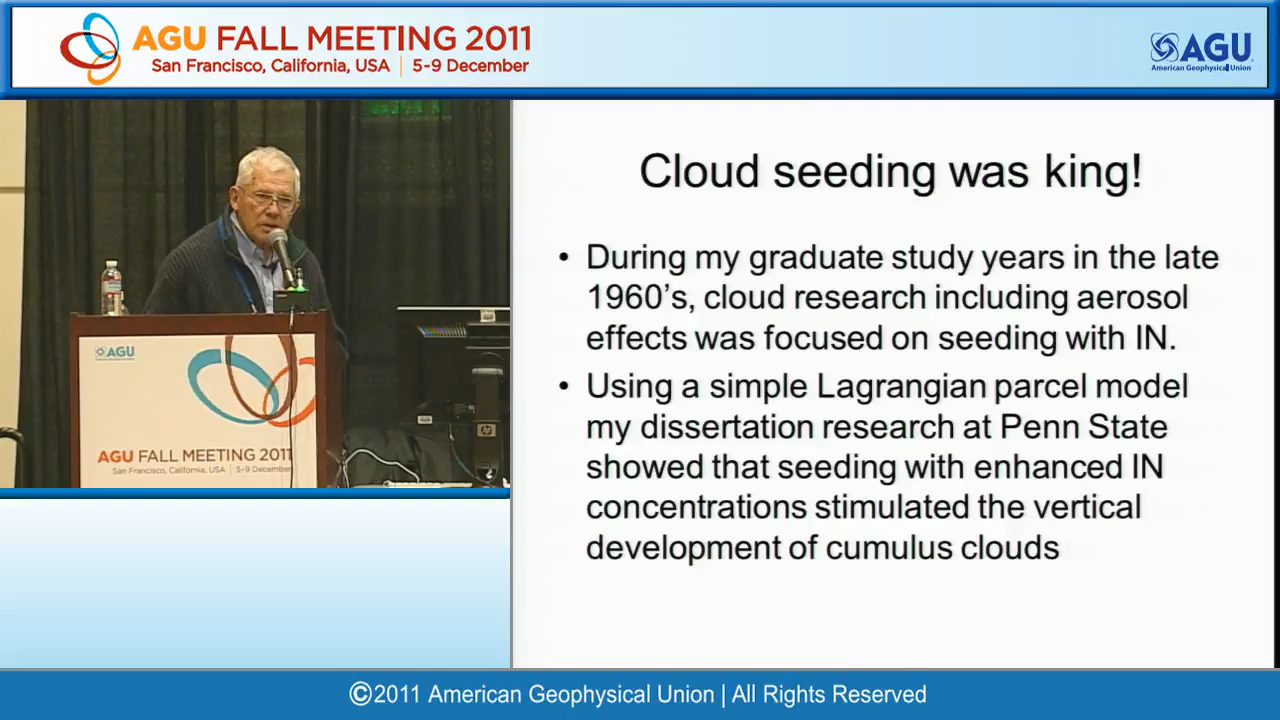 AGU FALL MEETING 2011
San Francisco, California, USA | 5-9 December
AGU
American Geophysical Union
Cloud seeding was king!
• During my graduate study years in the late
1960's, cloud research including aerosol
effects was focused on seeding with IN.
• Using a simple Lagrangian parcel model
my dissertation research at Penn State
showed that seeding with enhanced IN
concentrations stimulated the vertical
development of cumulus clouds
AGU
AGU FALL MEETING 2011
San Francisco, California, USA | 5-9 December
hp
©2011 American Geophysical Union | All Rights Reserved